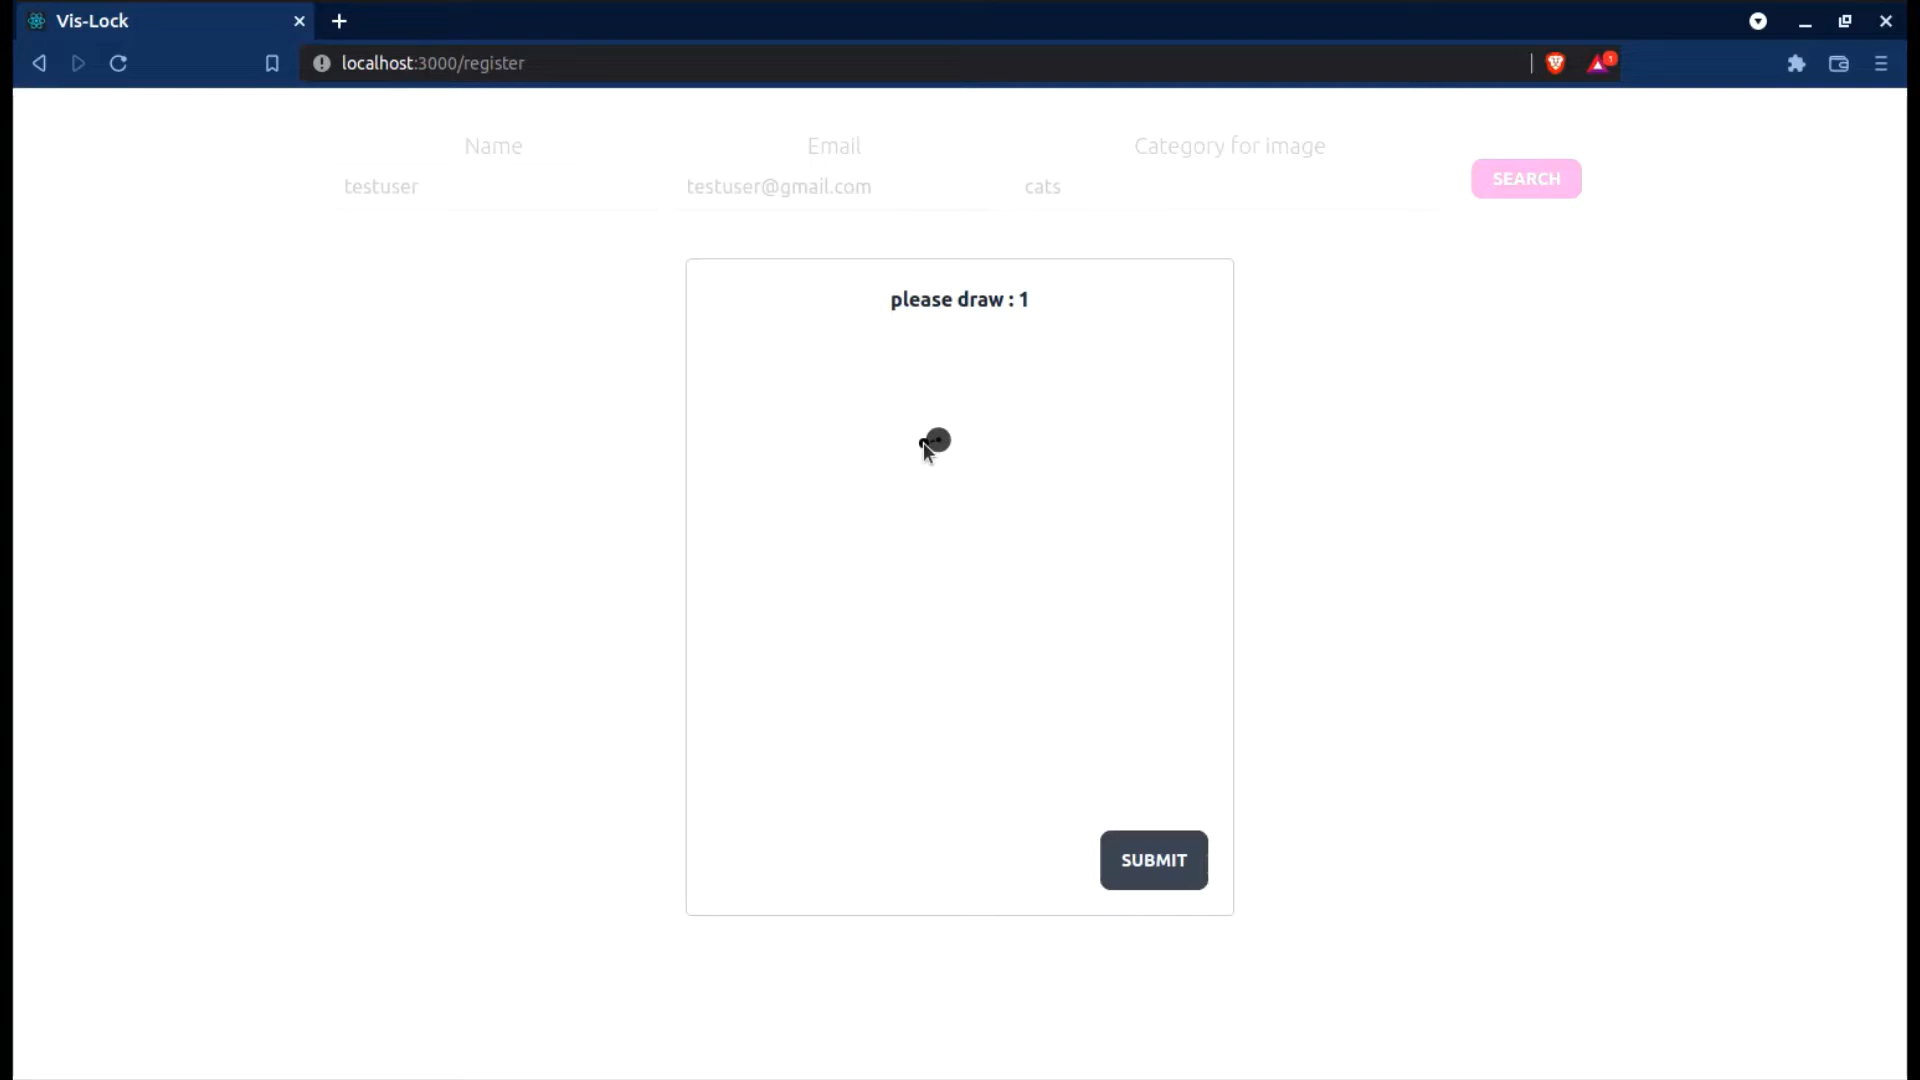 Vis-Lock
localhost:3000/register
1
Name
Email
Category for image
testuser
testuser@gmail.com
cats
SEARCH
please draw : 1
SUBMIT